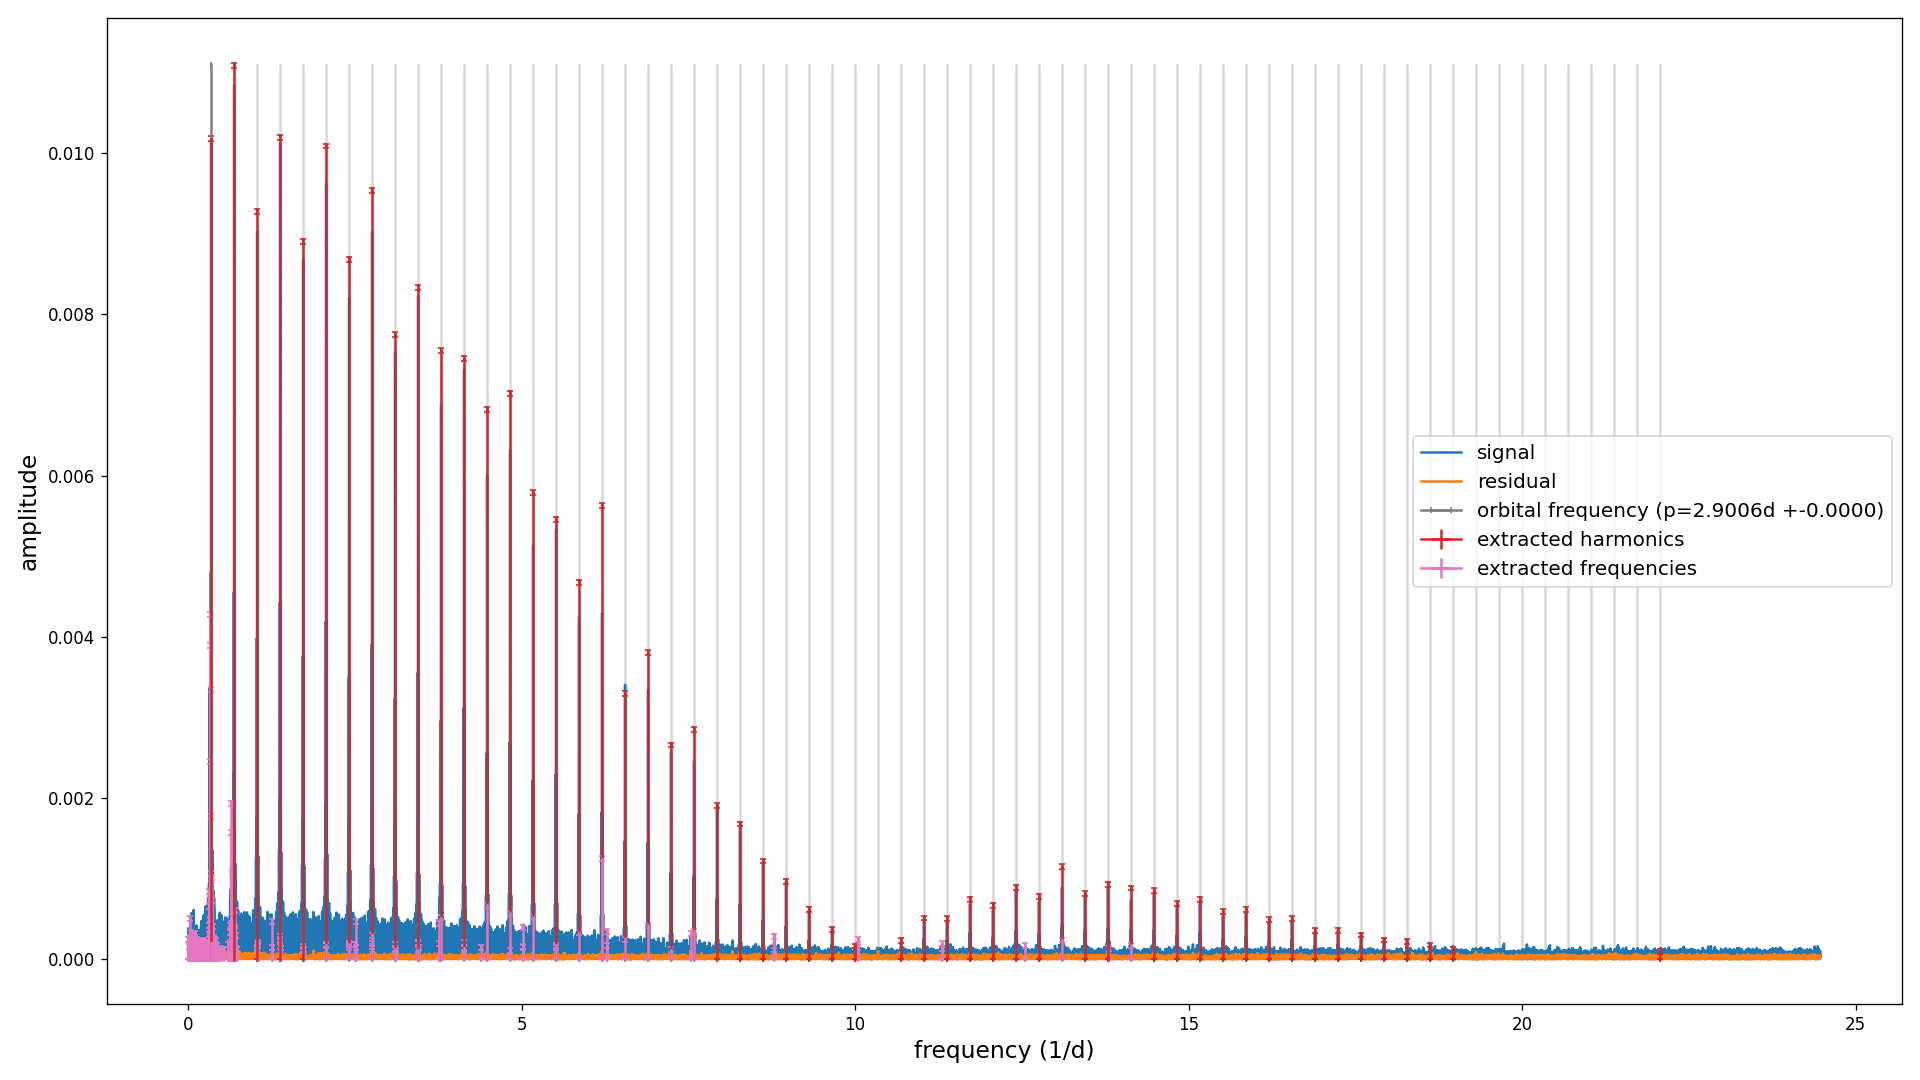 0.010
0.008
0.006
0.004
0.002
0.000
amplitude
0
5
10
15
20
25
frequency (1/d)
signal
residual
orbital frequency (p=2.9006d +-0.0000)
extracted harmonics
extracted frequencies